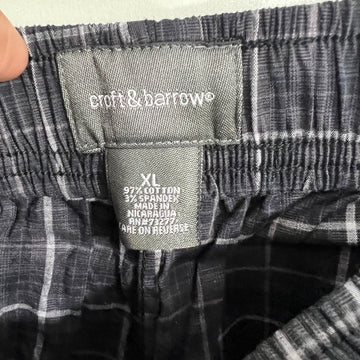 croft&barrow®
XL
97% COTTON
3% SPANDEX
MADE IN
NICARAGUA
RN#73277
CARE ON REVERSE